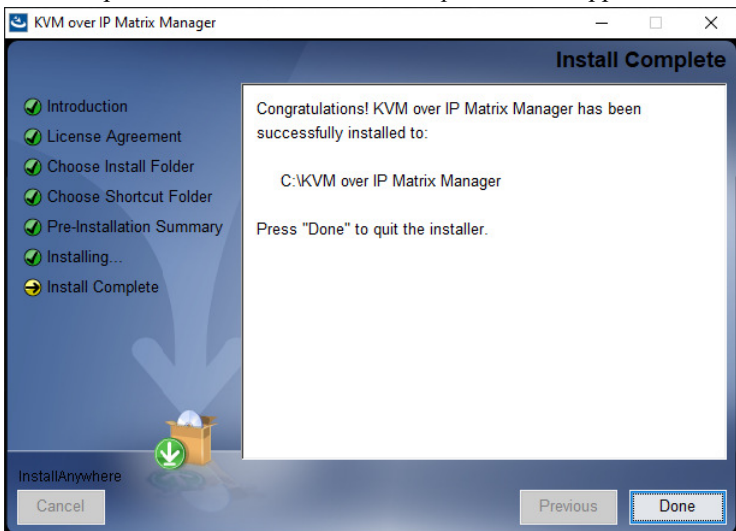 KVM over IP Matrix Manager
Install Complete
Introduction
License Agreement
Choose Install Folder
Choose Shortcut Folder
Pre-Installation Summary
Installing...
Install Complete
Congratulations! KVM over IP Matrix Manager has been
successfully installed to:
C:\KVM over IP Matrix Manager
Press "Done" to quit the installer.
InstallAnywhere
Cancel
Previous
Done